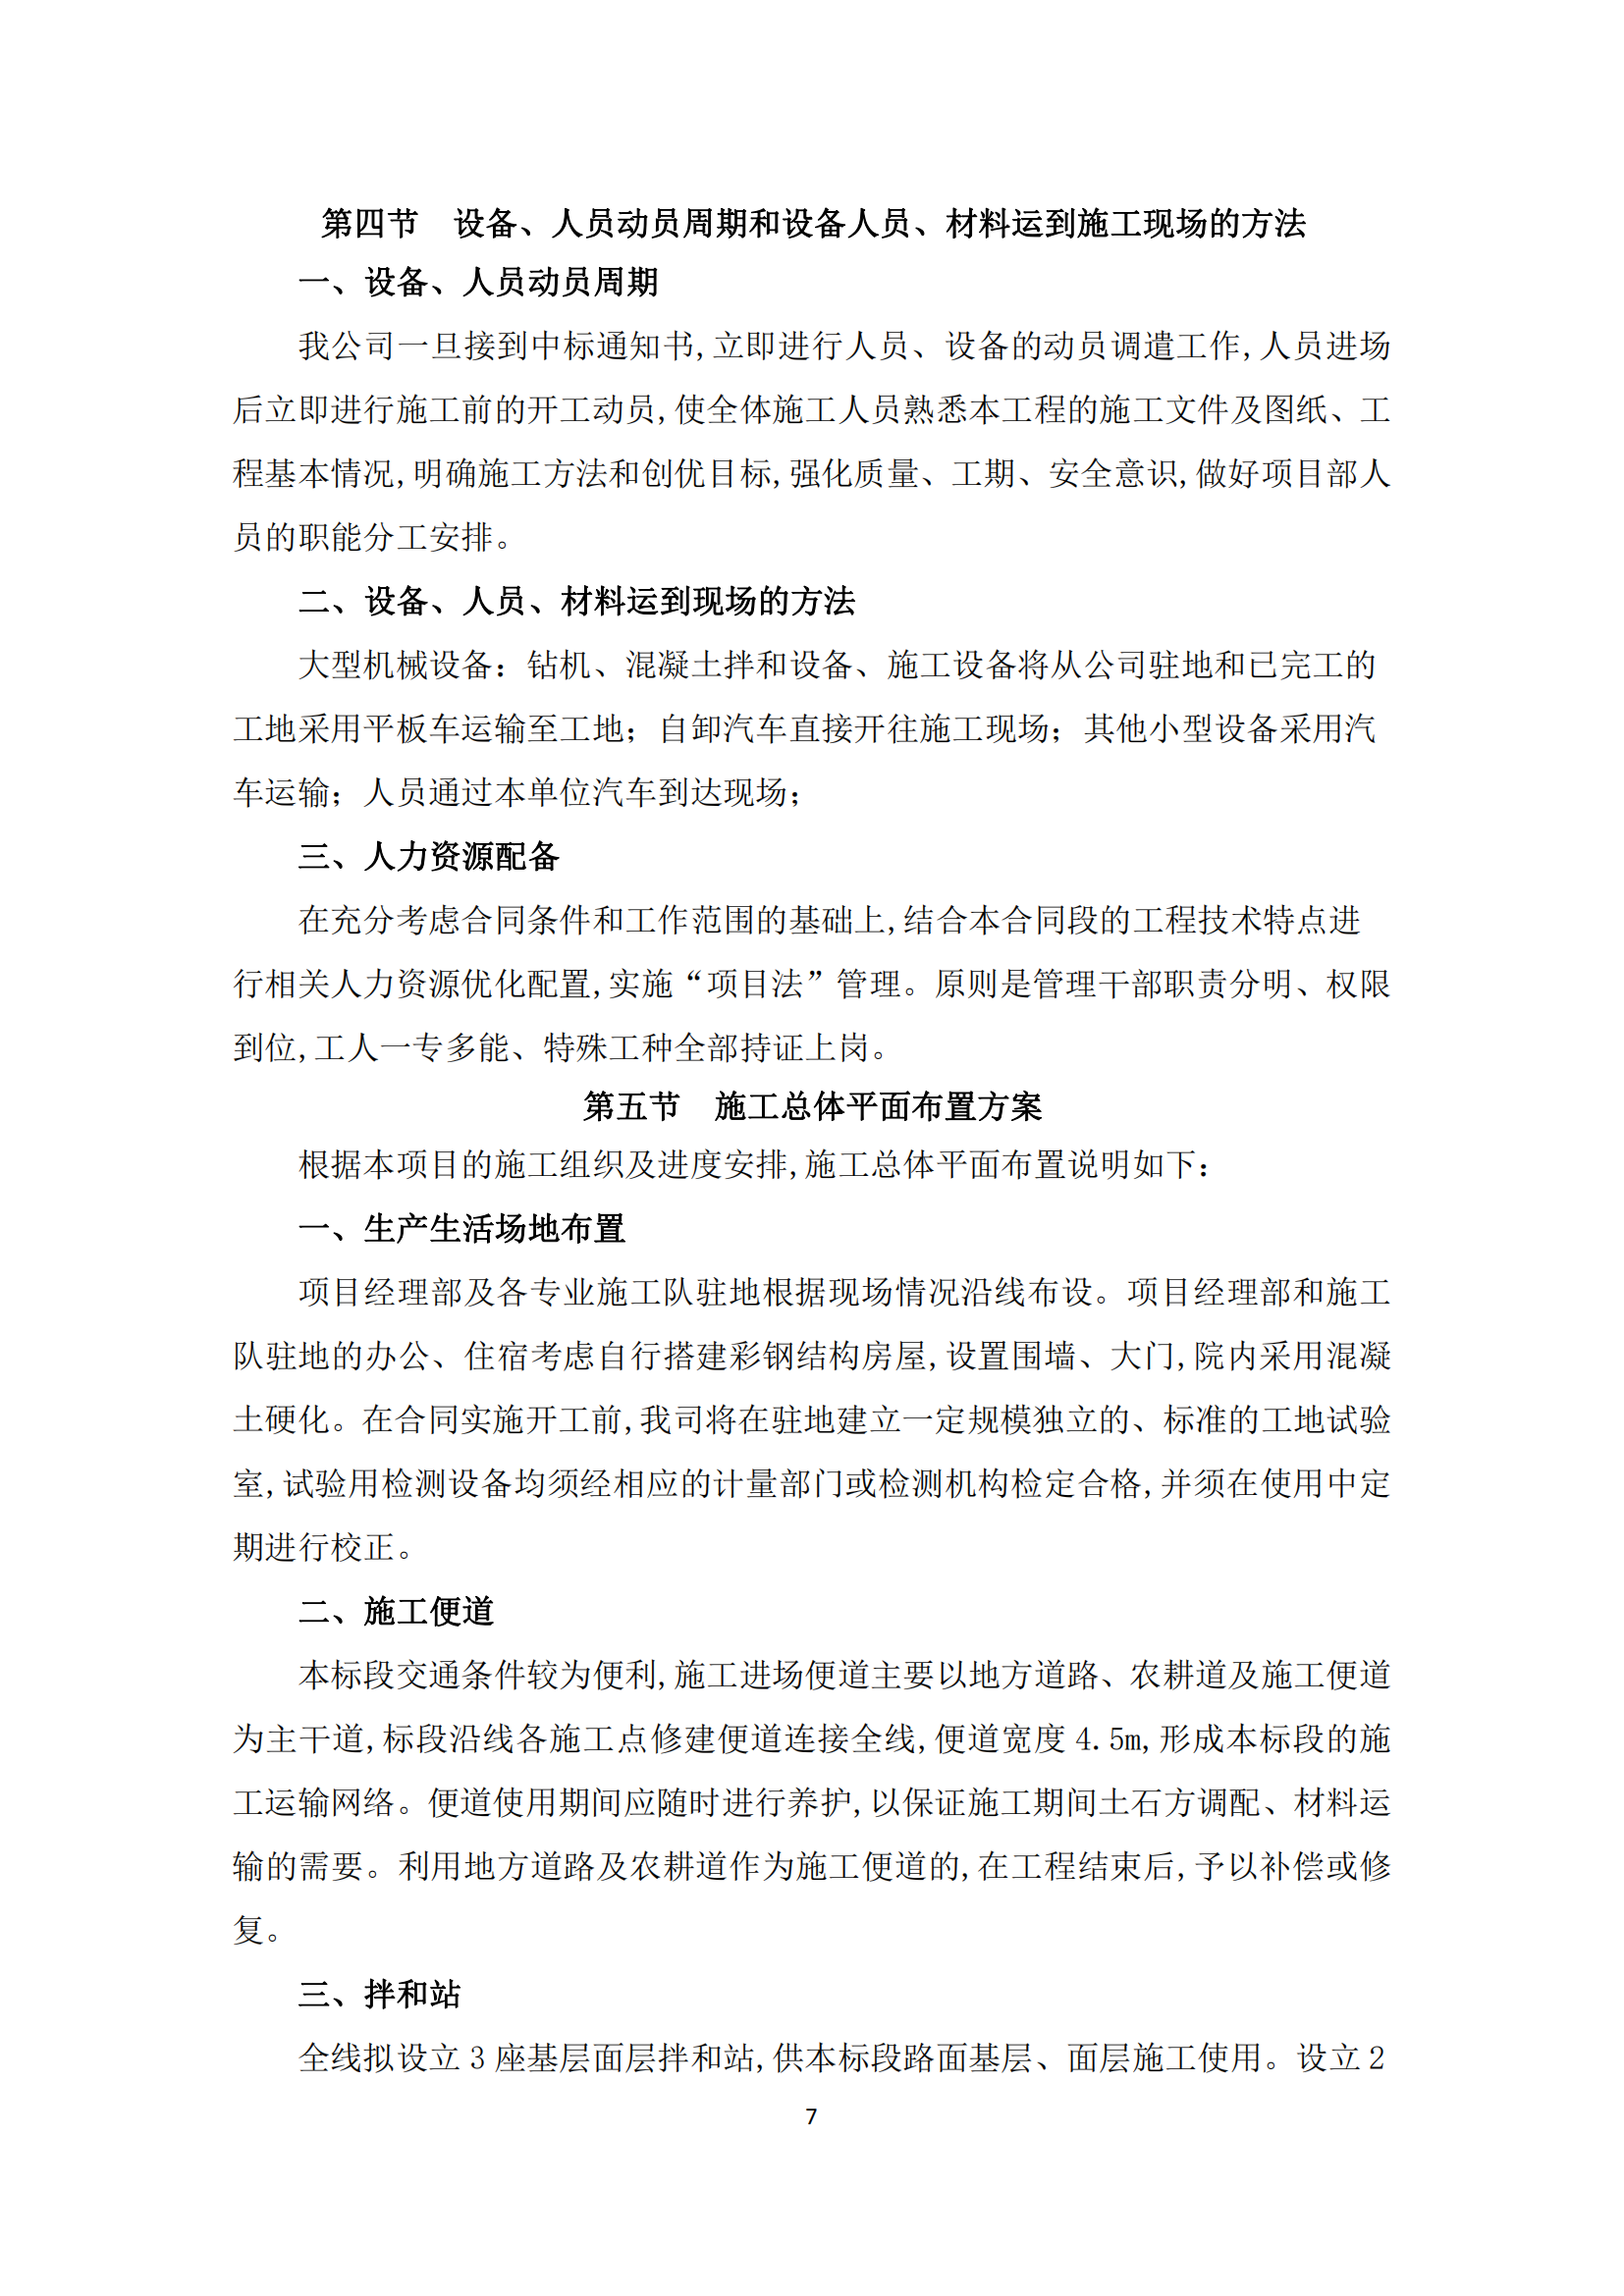 第四节　设备、人员动员周期和设备人员、材料运到施工现场的方法
一、设备、人员动员周期
我公司一旦接到中标通知书,立即进行人员、设备的动员调遣工作,人员进场
后立即进行施工前的开工动员,使全体施工人员熟悉本工程的施工文件及图纸、工
程基本情况,明确施工方法和创优目标,强化质量、工期、安全意识,做好项目部人
员的职能分工安排。
二、设备、人员、材料运到现场的方法
大型机械设备：钻机、混凝土拌和设备、施工设备将从公司驻地和已完工的
工地采用平板车运输至工地；自卸汽车直接开往施工现场；其他小型设备采用汽
车运输；人员通过本单位汽车到达现场；
三、人力资源配备
在充分考虑合同条件和工作范围的基础上,结合本合同段的工程技术特点进
行相关人力资源优化配置,实施“项目法”管理。原则是管理干部职责分明、权限
到位,工人一专多能、特殊工种全部持证上岗。
第五节　施工总体平面布置方案
根据本项目的施工组织及进度安排,施工总体平面布置说明如下：
一、生产生活场地布置
项目经理部及各专业施工队驻地根据现场情况沿线布设。项目经理部和施工
队驻地的办公、住宿考虑自行搭建彩钢结构房屋,设置围墙、大门,院内采用混凝
土硬化。在合同实施开工前,我司将在驻地建立一定规模独立的、标准的工地试验
室,试验用检测设备均须经相应的计量部门或检测机构检定合格,并须在使用中定
期进行校正。
二、施工便道
本标段交通条件较为便利,施工进场便道主要以地方道路、农耕道及施工便道
为主干道,标段沿线各施工点修建便道连接全线,便道宽度 4.5m,形成本标段的施
工运输网络。便道使用期间应随时进行养护,以保证施工期间土石方调配、材料运
输的需要。利用地方道路及农耕道作为施工便道的,在工程结束后,予以补偿或修
复。
三、拌和站
全线拟设立 3 座基层面层拌和站,供本标段路面基层、面层施工使用。设立 2
7